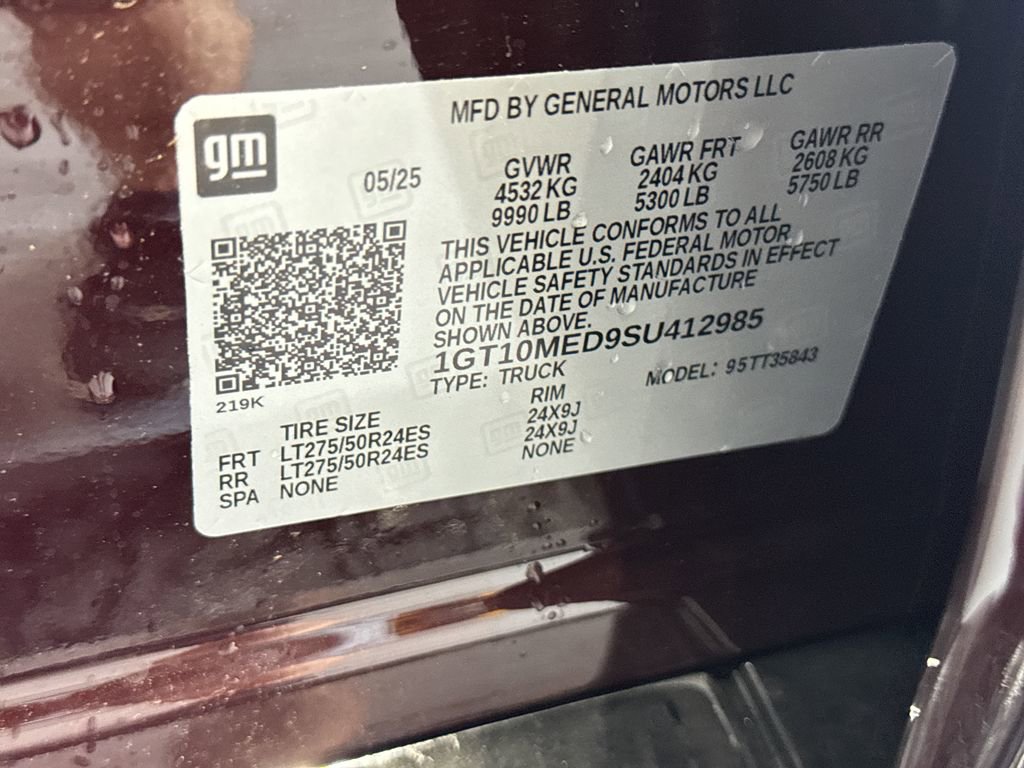 gm
MFD BY GENERAL MOTORS LLC
05/25
GVWR
4532 KG
9990 LB
GAWR FRT
2404 KG
5300 LB
GAWR RR
2608 KG
5750 LB
THIS VEHICLE CONFORMS TO ALL
APPLICABLE U.S. FEDERAL MOTOR
VEHICLE SAFETY STANDARDS IN EFFECT
ON THE DATE OF MANUFACTURE
SHOWN ABOVE.
1GT10MED9SU412985
TYPE: TRUCK
MODEL: 95TT35843
219K
TIRE SIZE
RIM
FRT LT275/50R24ES 24X9J
RR LT275/50R24ES 24X9J
SPA NONE NONE